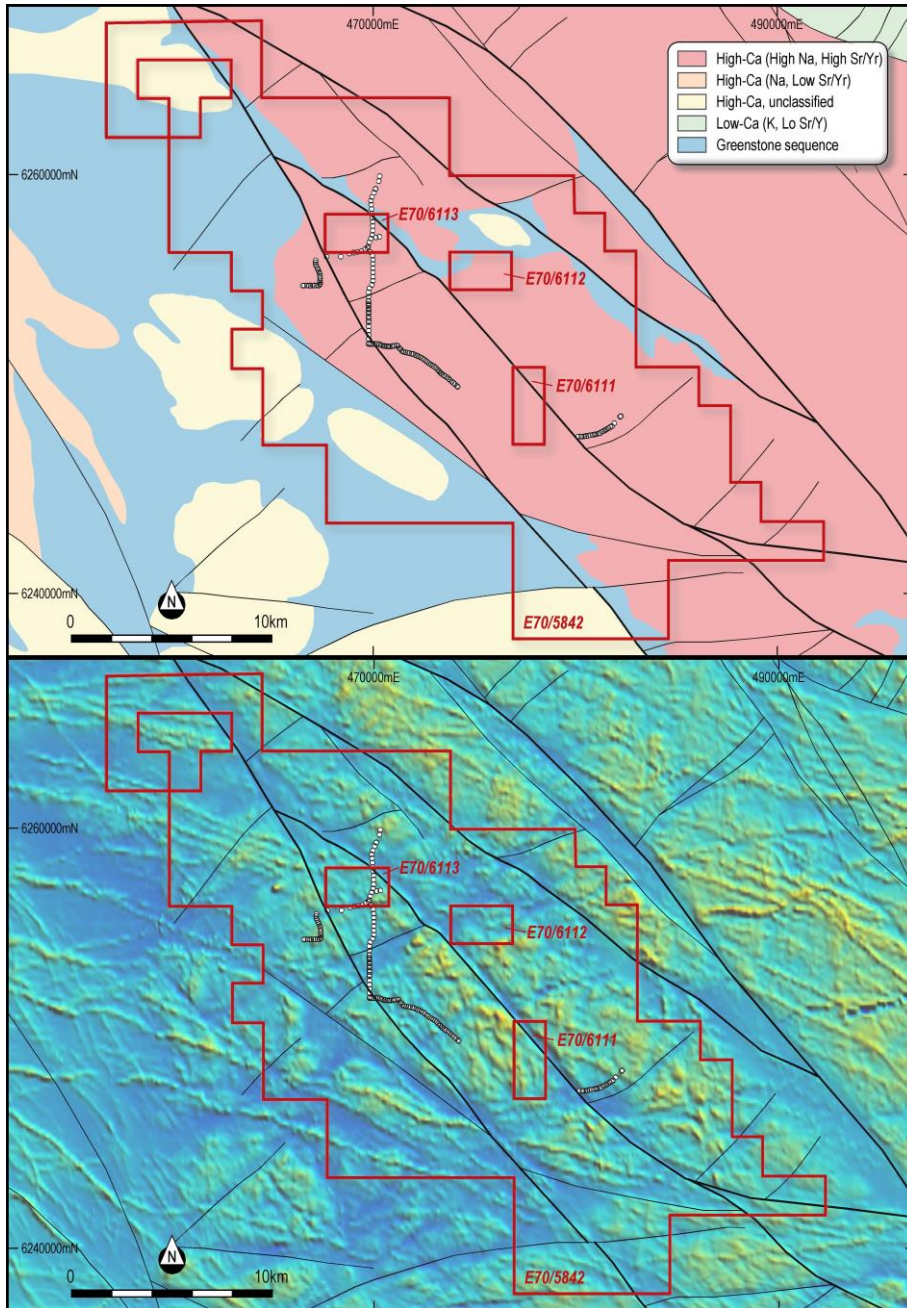 470000mE
490000mE
High-Ca (High Na, High Sr/Yr)
High-Ca (Na, Low Sr/Yr)
High-Ca, unclassified
Low-Ca (K, Lo Sr/Y)
Greenstone sequence
6260000mN
E70/6113
E70/6112
E70/6111
6240000mN
N
0
10km
E70/5842
470000mE
490000mE
6260000mN
E70/6113
E70/6112
E70/6111
6240000mN
N
0
10km
E70/5842